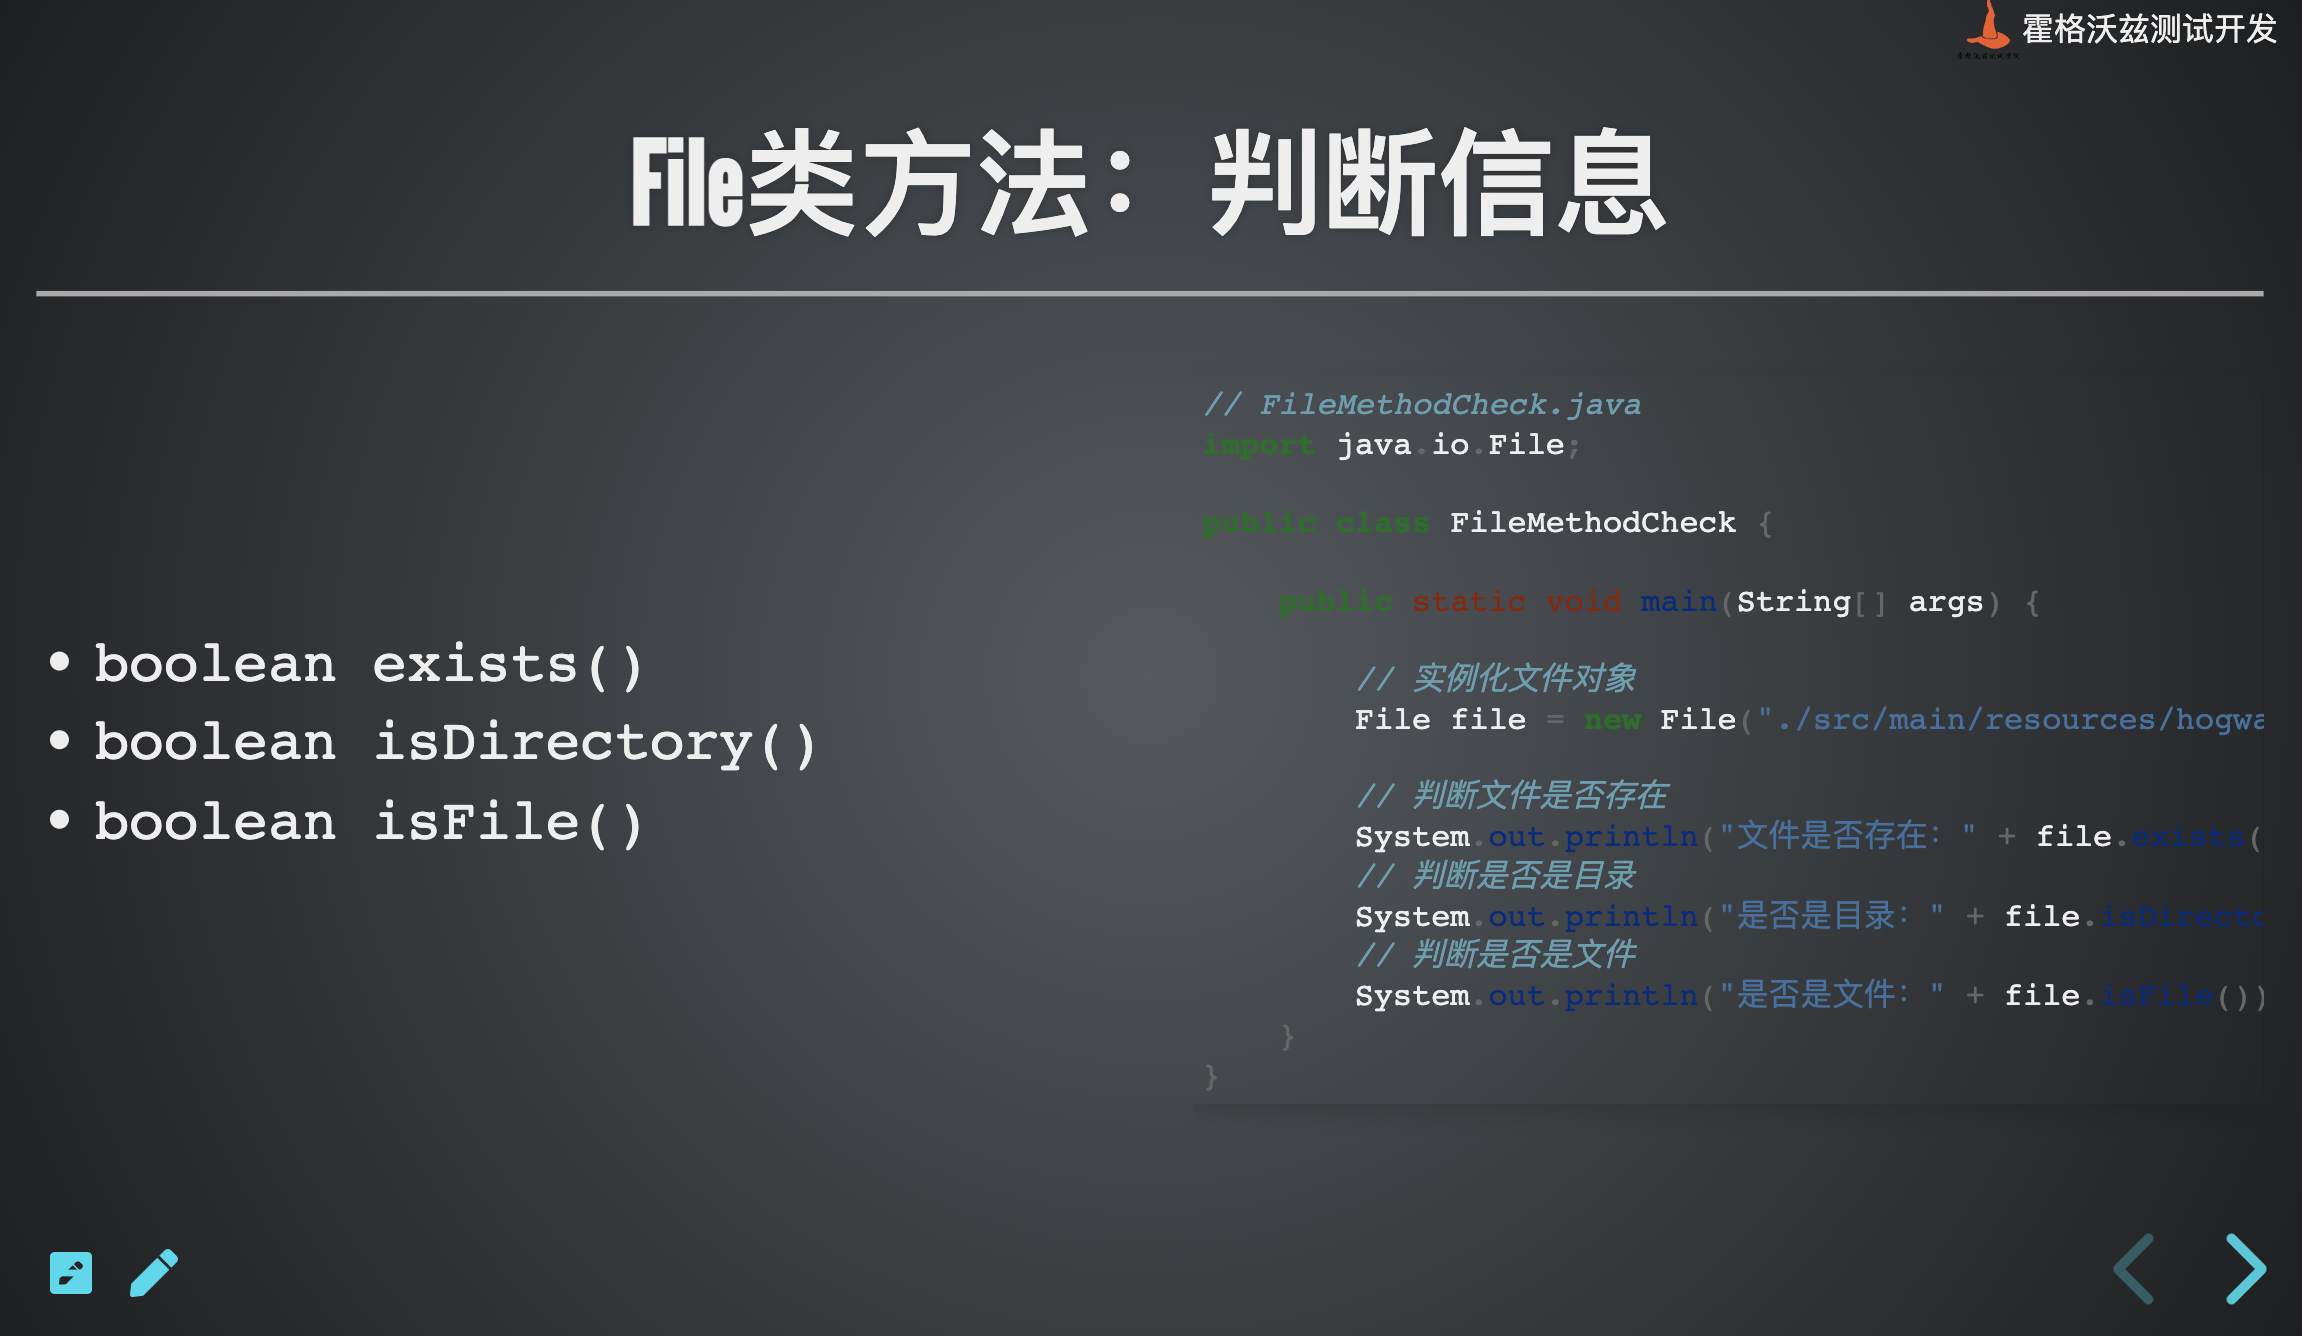 霍格沃兹测试开发
File类方法：判断信息
• boolean exists()
• boolean isDirectory()
• boolean isFile()
// FileMethodCheck.java
import java.io.File;
public class FileMethodCheck {
public static void main(String[] args) {
// 实例化文件对象
File file = new File("./src/main/resources/hogwa
// 判断文件是否存在
System.out.println("文件是否存在：" + file.exists(
// 判断是否是目录
System.out.println("是否是目录：" + file.isDirecto
// 判断是否是文件
System.out.println("是否是文件：" + file.isFile())
}
}